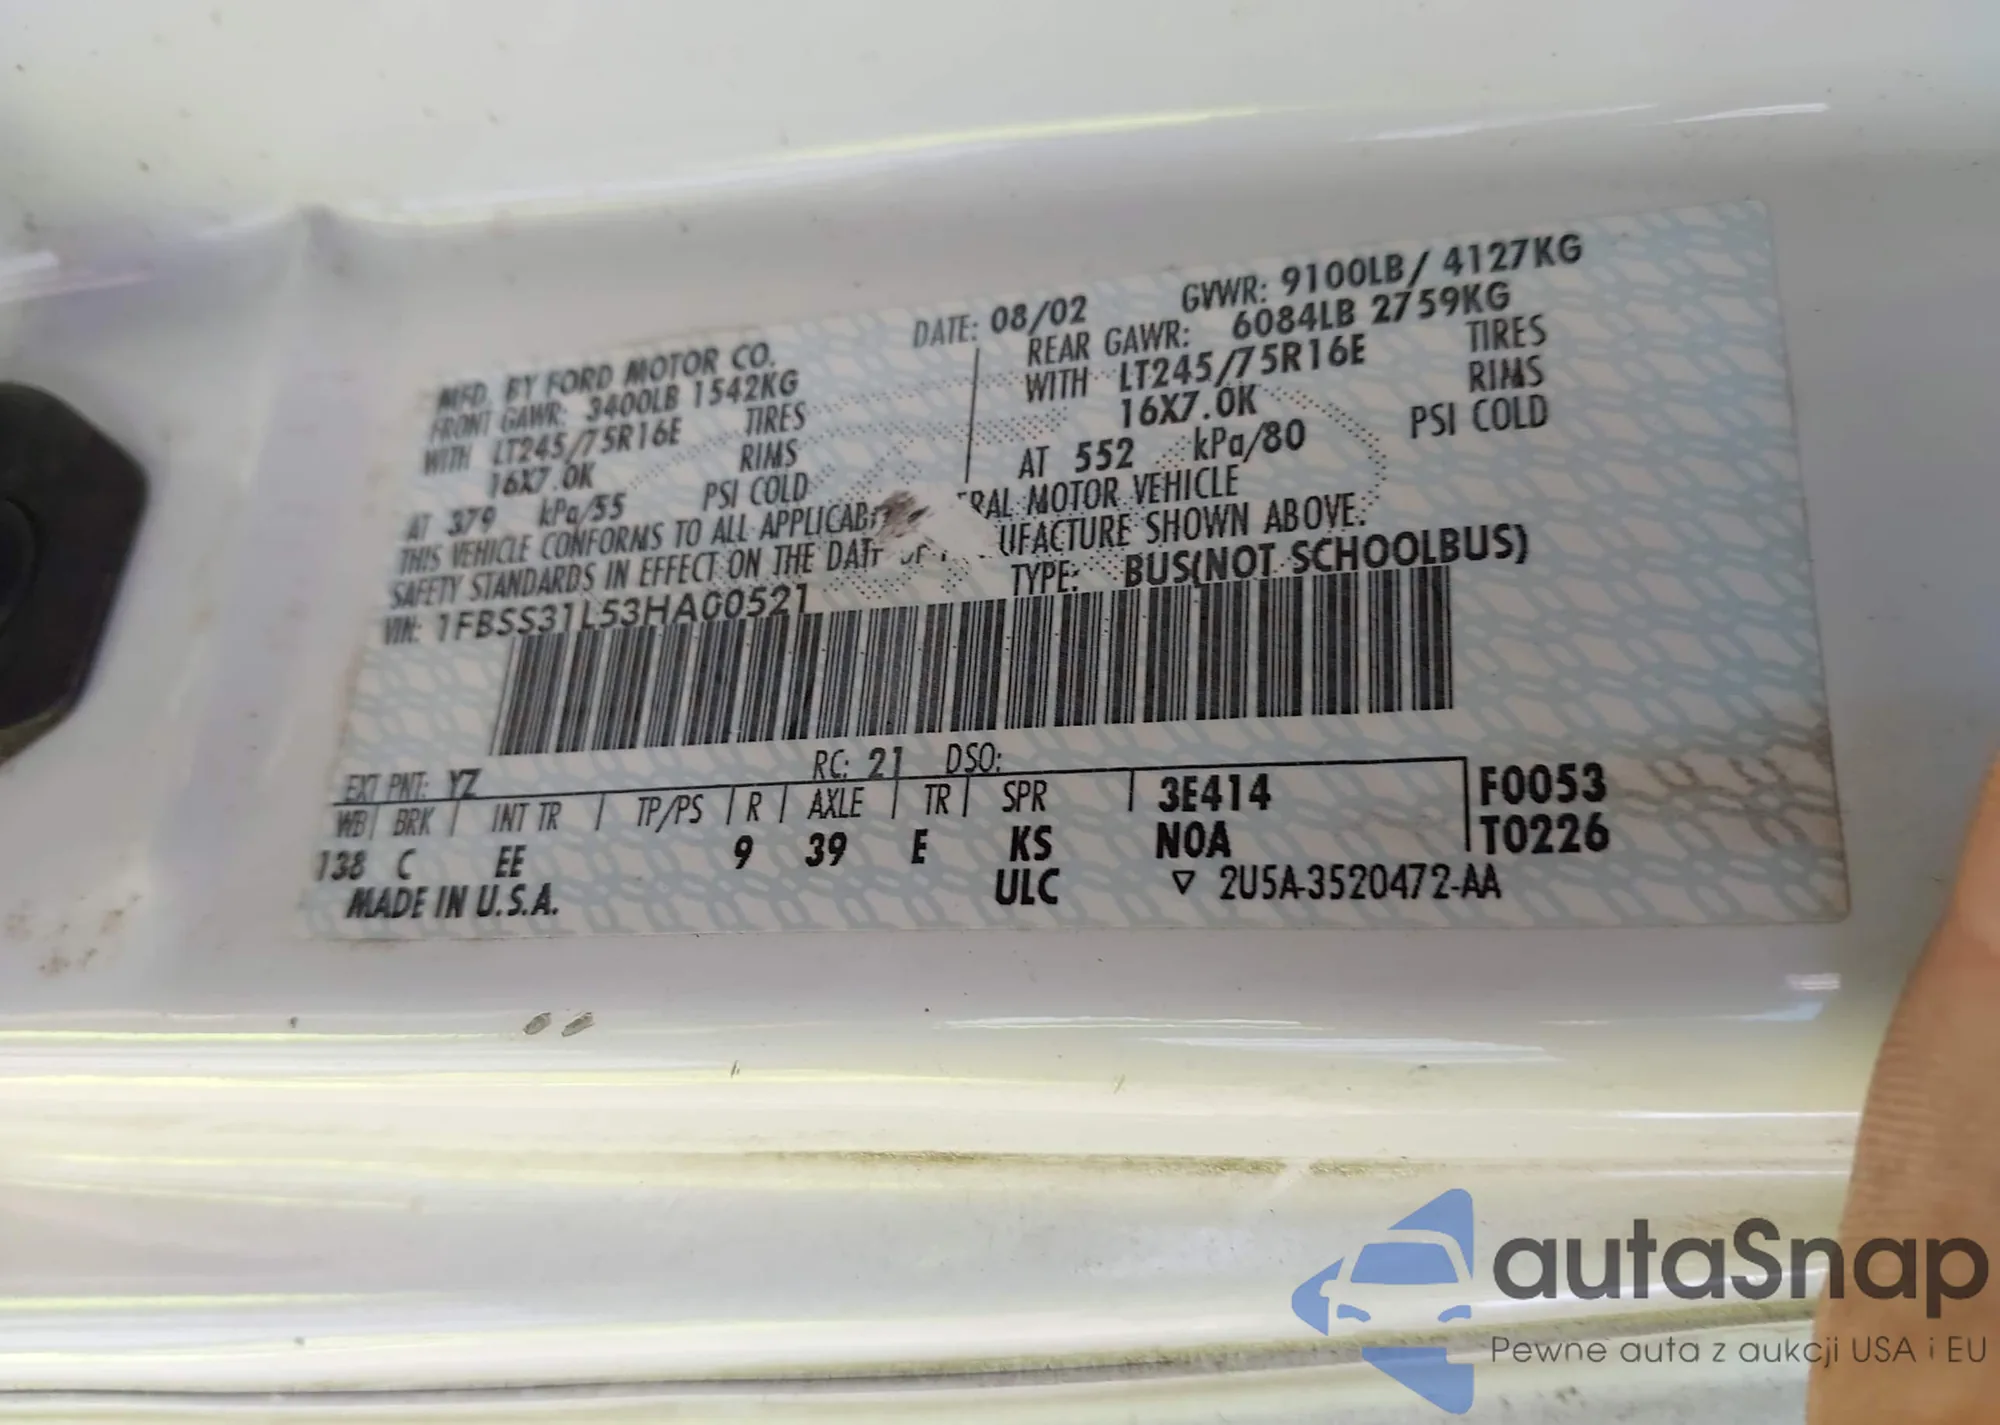 MFD. BY FORD MOTOR CO.
DATE: 08/02
GVWR: 9100LB/ 4127KG
FRONT GAWR: 3400LB 1542KG
REAR GAWR: 6084LB 2759KG
WITH LT245/75R16E TIRES
WITH LT245/75R16E TIRES
16X7.0K RIMS
16X7.0K RIMS
AT 379 kPa/55 PSI COLD
AT 552 kPa/80 PSI COLD
THIS VEHICLE CONFORMS TO ALL MOTOR VEHICLE
SAFETY STANDARDS IN EFFECT ON THE SHOWN ABOVE.
VIN: 1FBSS31L53HA00521
TYPE: BUS(NOT SCHOOLBUS)
EXT PNT: YZ RC: 21 DSO:
WB BRK INT TR TP/PS R AXLE TR SPR 3E414 F0053
138 C EE 9 39 E KS N0A T0226
MADE IN U.S.A. ULC ▽ 2U5A-3520472-AA
autaSnap
Pewne auta z aukcji USA i EU